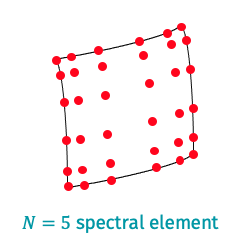 N = 5 spectral element